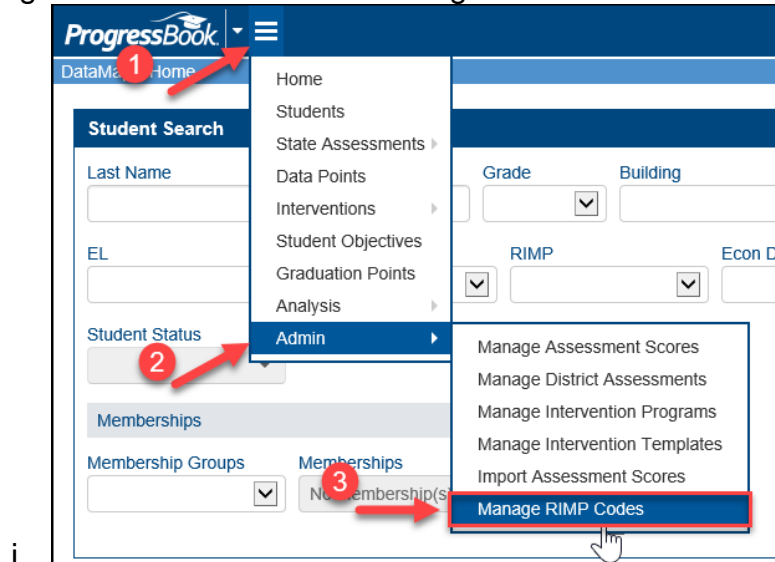 ProgressBook
1
DataMa Home
Home
Students
State Assessments
Data Points
Interventions
Student Objectives
Graduation Points
Analysis
Admin
Student Search
Last Name
Grade
Building
EL
RIMP
Econ D
Student Status
2
Manage Assessment Scores
Manage District Assessments
Manage Intervention Programs
Manage Intervention Templates
Import Assessment Scores
Manage RIMP Codes
Memberships
Membership Groups
Memberships
3
No membership(s)
i